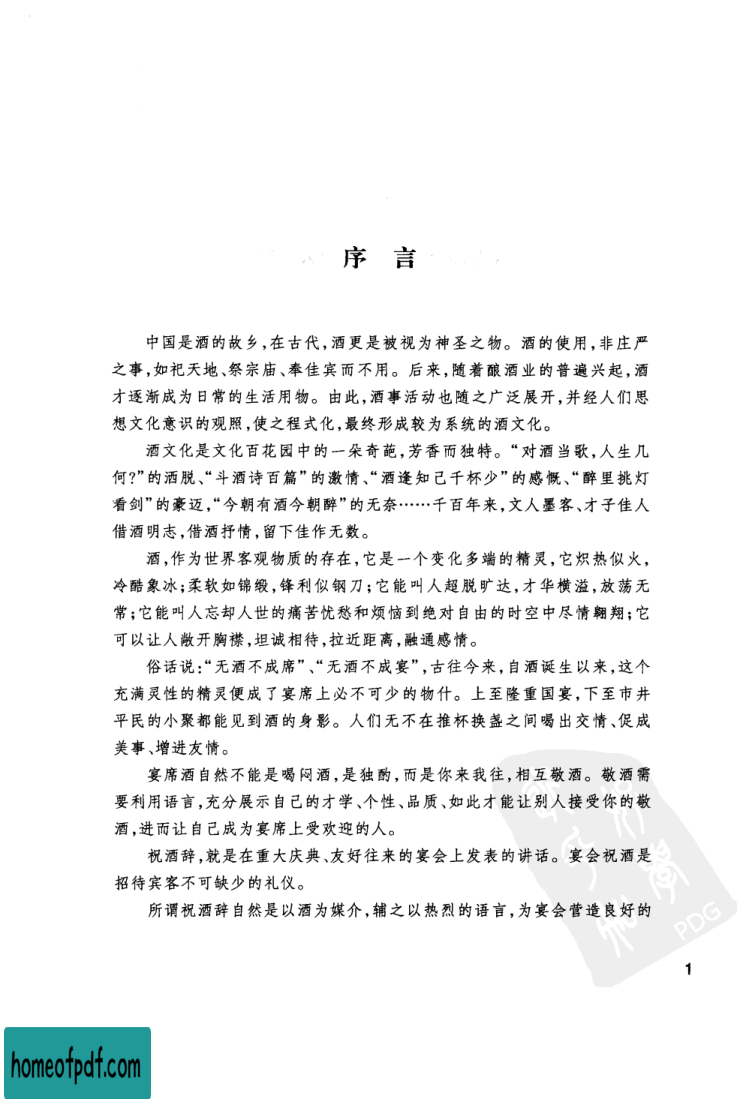 序 言
中国是酒的故乡,在古代,酒更是被视为神圣之物。酒的使用,非庄严
之事,如祀天地、祭宗庙、奉佳宾而不用。后来,随着酿酒业的普遍兴起,酒
才逐渐成为日常的生活用物。由此,酒事活动也随之广泛展开,并经人们思
想文化意识的观照,使之程式化,最终形成较为系统的酒文化。
酒文化是文化百花园中的一朵奇葩,芳香而独特。“对酒当歌,人生几
何?”的洒脱、“斗酒诗百篇”的激情、“酒逢知己千杯少”的感慨、“醉里挑灯
看剑”的豪迈,“今朝有酒今朝醉”的无奈……千百年来,文人墨客、才子佳人
借酒明志,借酒抒情,留下佳作无数。
酒,作为世界客观物质的存在,它是一个变化多端的精灵,它炽热似火,
冷酷象冰;柔软如锦缎,锋利似钢刀;它能叫人超脱旷达,才华横溢,放荡无
常;它能叫人忘却人世的痛苦忧愁和烦恼到绝对自由的时空中尽情翱翔;它
可以让人敞开胸襟,坦诚相待,拉近距离,融通感情。
俗话说:“无酒不成席”、“无酒不成宴”,古往今来,自酒诞生以来,这个
充满灵性的精灵便成了宴席上必不可少的物什。上至隆重国宴,下至市井
平民的小聚都能见到酒的身影。人们无不在推杯换盏之间喝出交情、促成
美事、增进友情。
宴席酒自然不能是喝闷酒,是独酌,而是你来我往,相互敬酒。敬酒需
要利用语言,充分展示自己的才学、个性、品质、如此才能让别人接受你的敬
酒,进而让自己成为宴席上受欢迎的人。
祝酒辞,就是在重大庆典、友好往来的宴会上发表的讲话。宴会祝酒是
招待宾客不可缺少的礼仪。
所谓祝酒辞自然是以酒为媒介,辅之以热烈的语言,为宴会营造良好的
PDG
1
homeofpdf.com